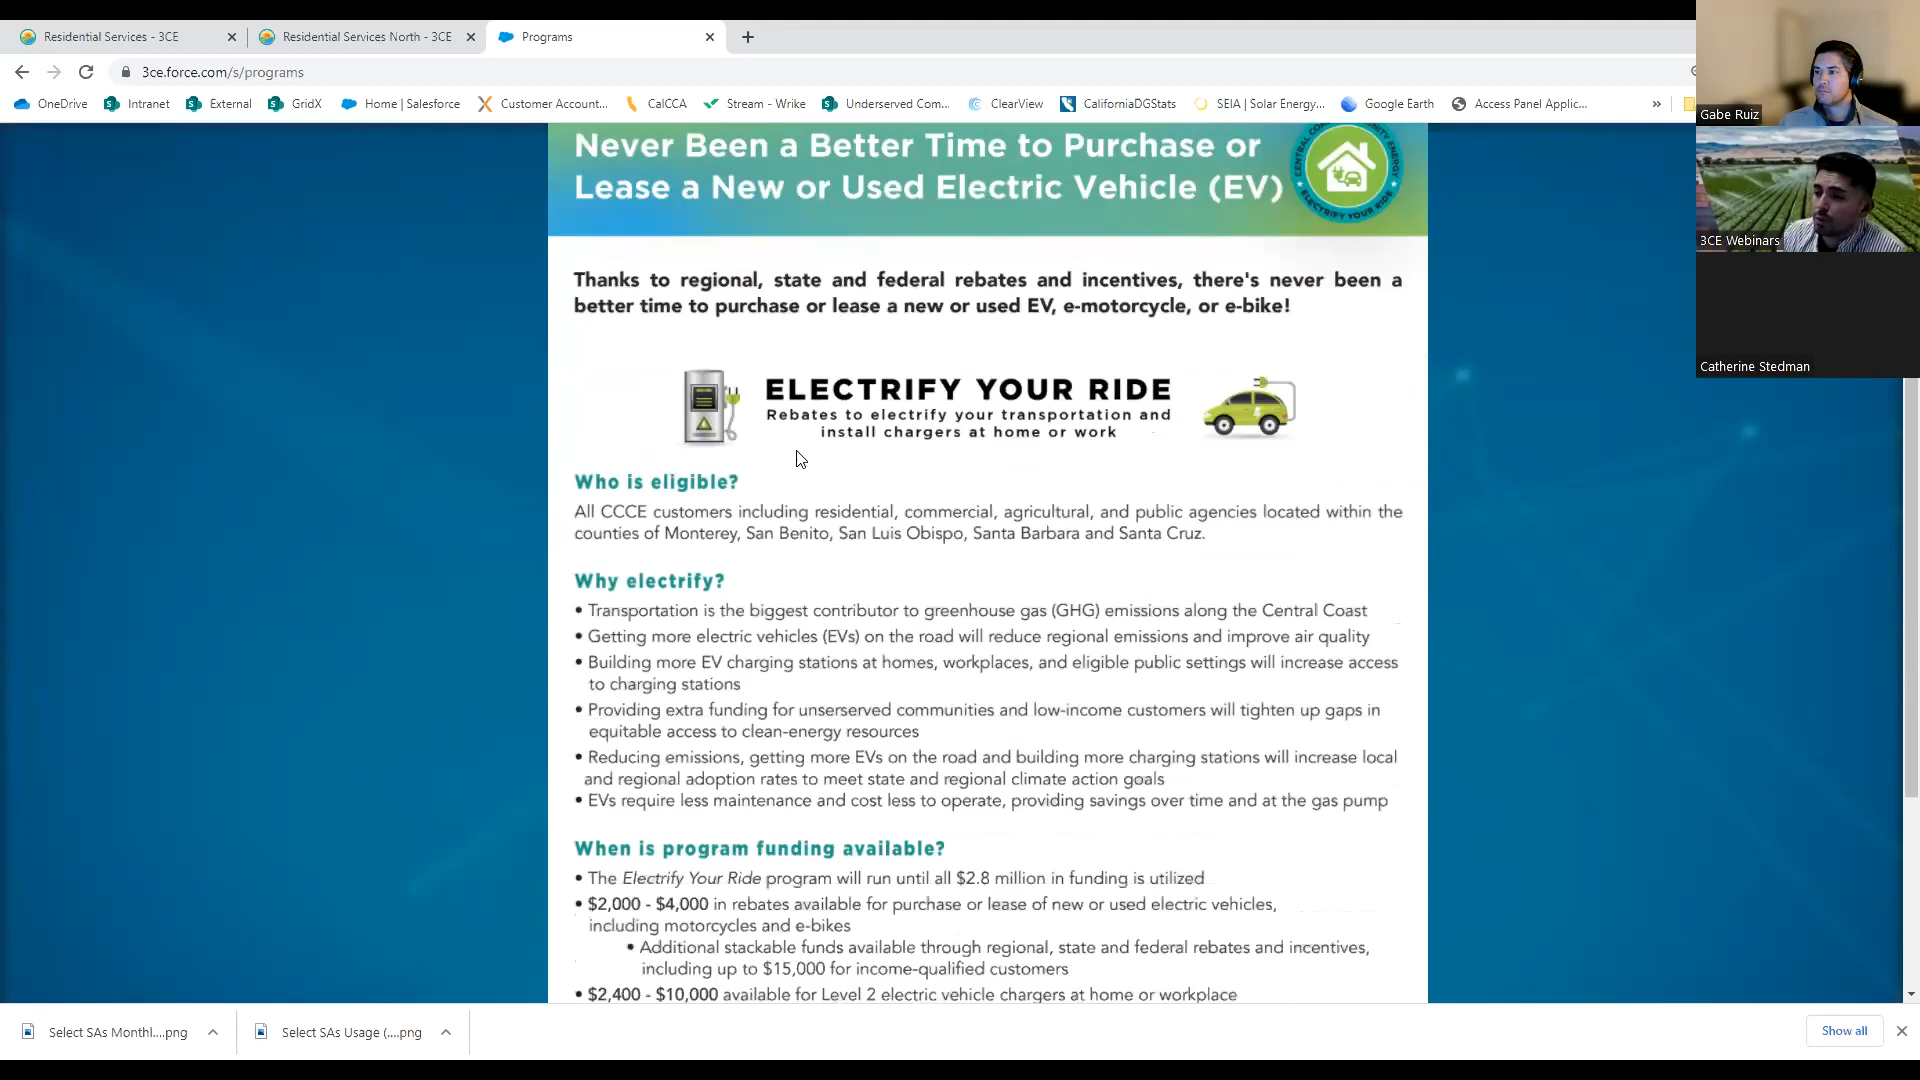 Residential Services - 3CE
Residential Services North - 3CE
Programs
3ce.force.com/s/programs
OneDrive
Intranet
External
GridX
Home | Salesforce
Customer Account...
CalCCA
Stream - Wrike
Underserved Com...
ClearView
CaliforniaDGStats
SEIA | Solar Energy...
Google Earth
Access Panel Applic...
»
Gabe Ruiz
3CE Webinars
Catherine Stedman
Never Been a Better Time to Purchase or
Lease a New or Used Electric Vehicle (EV)
ELECTRIFY YOUR RIDE
Thanks to regional, state and federal rebates and incentives, there's never been a
better time to purchase or lease a new or used EV, e-motorcycle, or e-bike!
ELECTRIFY YOUR RIDE
Rebates to electrify your transportation and
install chargers at home or work
Who is eligible?
All CCCE customers including residential, commercial, agricultural, and public agencies located within the
counties of Monterey, San Benito, San Luis Obispo, Santa Barbara and Santa Cruz.
Why electrify?
• Transportation is the biggest contributor to greenhouse gas (GHG) emissions along the Central Coast
• Getting more electric vehicles (EVs) on the road will reduce regional emissions and improve air quality
• Building more EV charging stations at homes, workplaces, and eligible public settings will increase access
to charging stations
• Providing extra funding for unserserved communities and low-income customers will tighten up gaps in
equitable access to clean-energy resources
• Reducing emissions, getting more EVs on the road and building more charging stations will increase local
and regional adoption rates to meet state and regional climate action goals
• EVs require less maintenance and cost less to operate, providing savings over time and at the gas pump
When is program funding available?
• The Electrify Your Ride program will run until all $2.8 million in funding is utilized
• $2,000 - $4,000 in rebates available for purchase or lease of new or used electric vehicles,
including motorcycles and e-bikes
• Additional stackable funds available through regional, state and federal rebates and incentives,
including up to $15,000 for income-qualified customers
• $2,400 - $10,000 available for Level 2 electric vehicle chargers at home or workplace
Select SAs Monthl....png
Select SAs Usage (....png
Show all